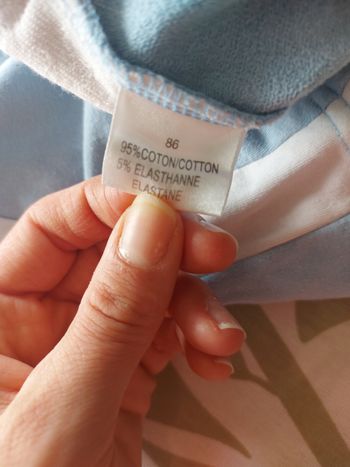 86
95%COTON/COTTON
5% ELASTHANNE
ELASTANE